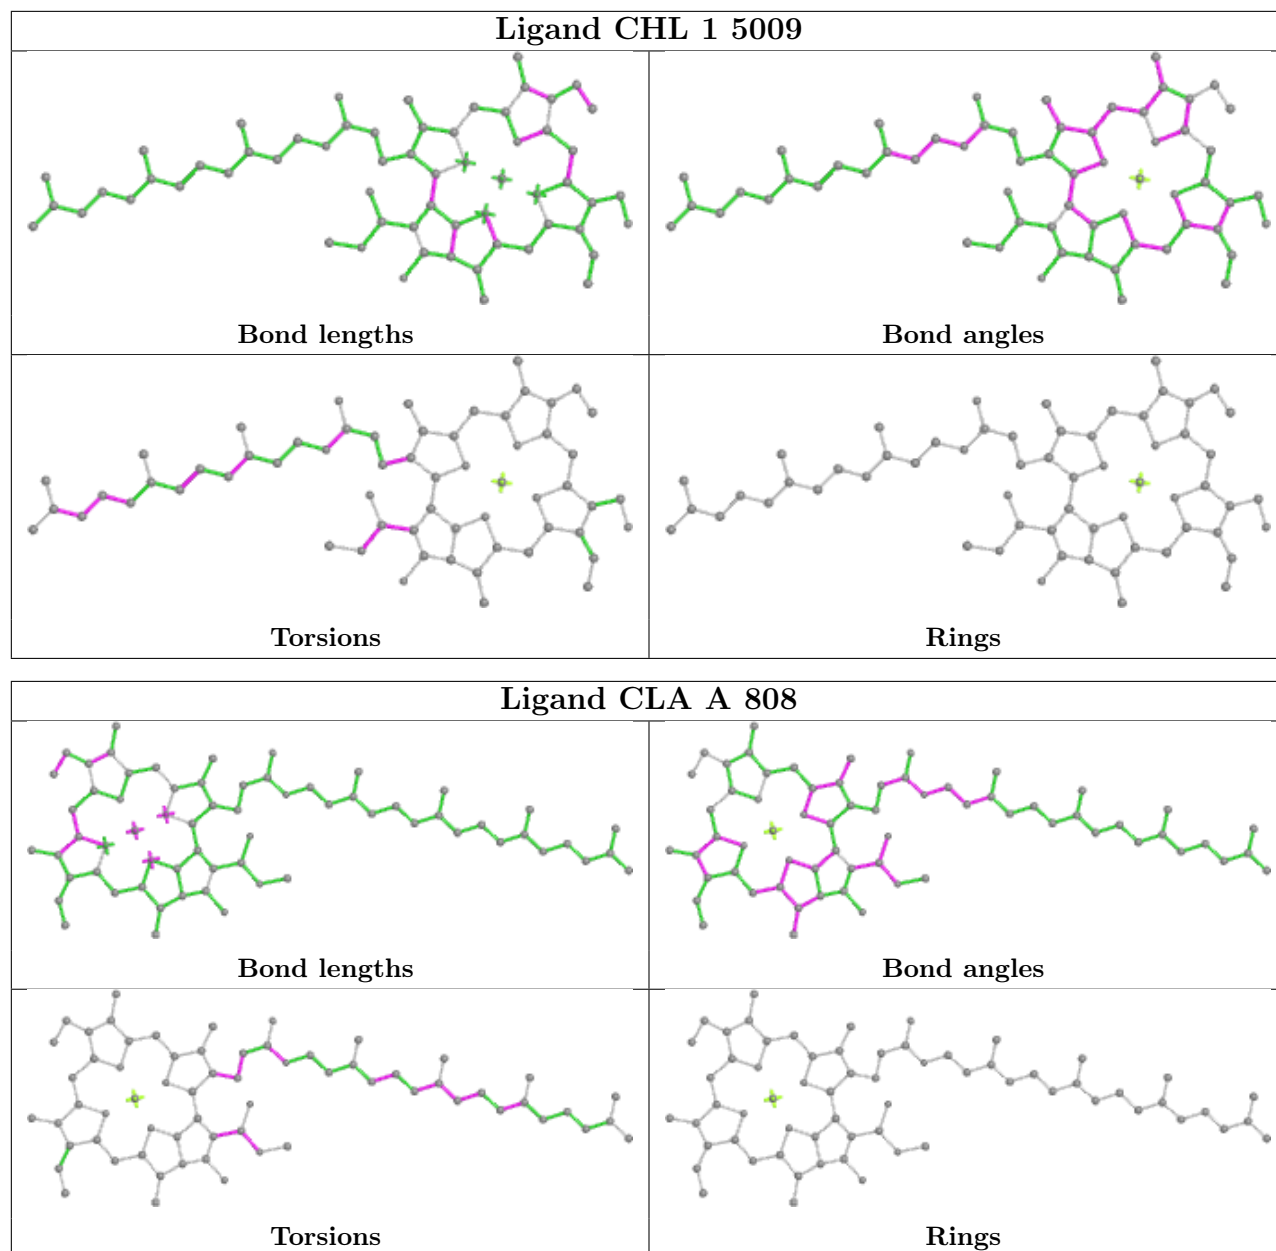 Ligand CHL 1 5009
Bond lengths
Bond angles
Torsions
Rings
Ligand CLA A 808
Bond lengths
Bond angles
Torsions
Rings